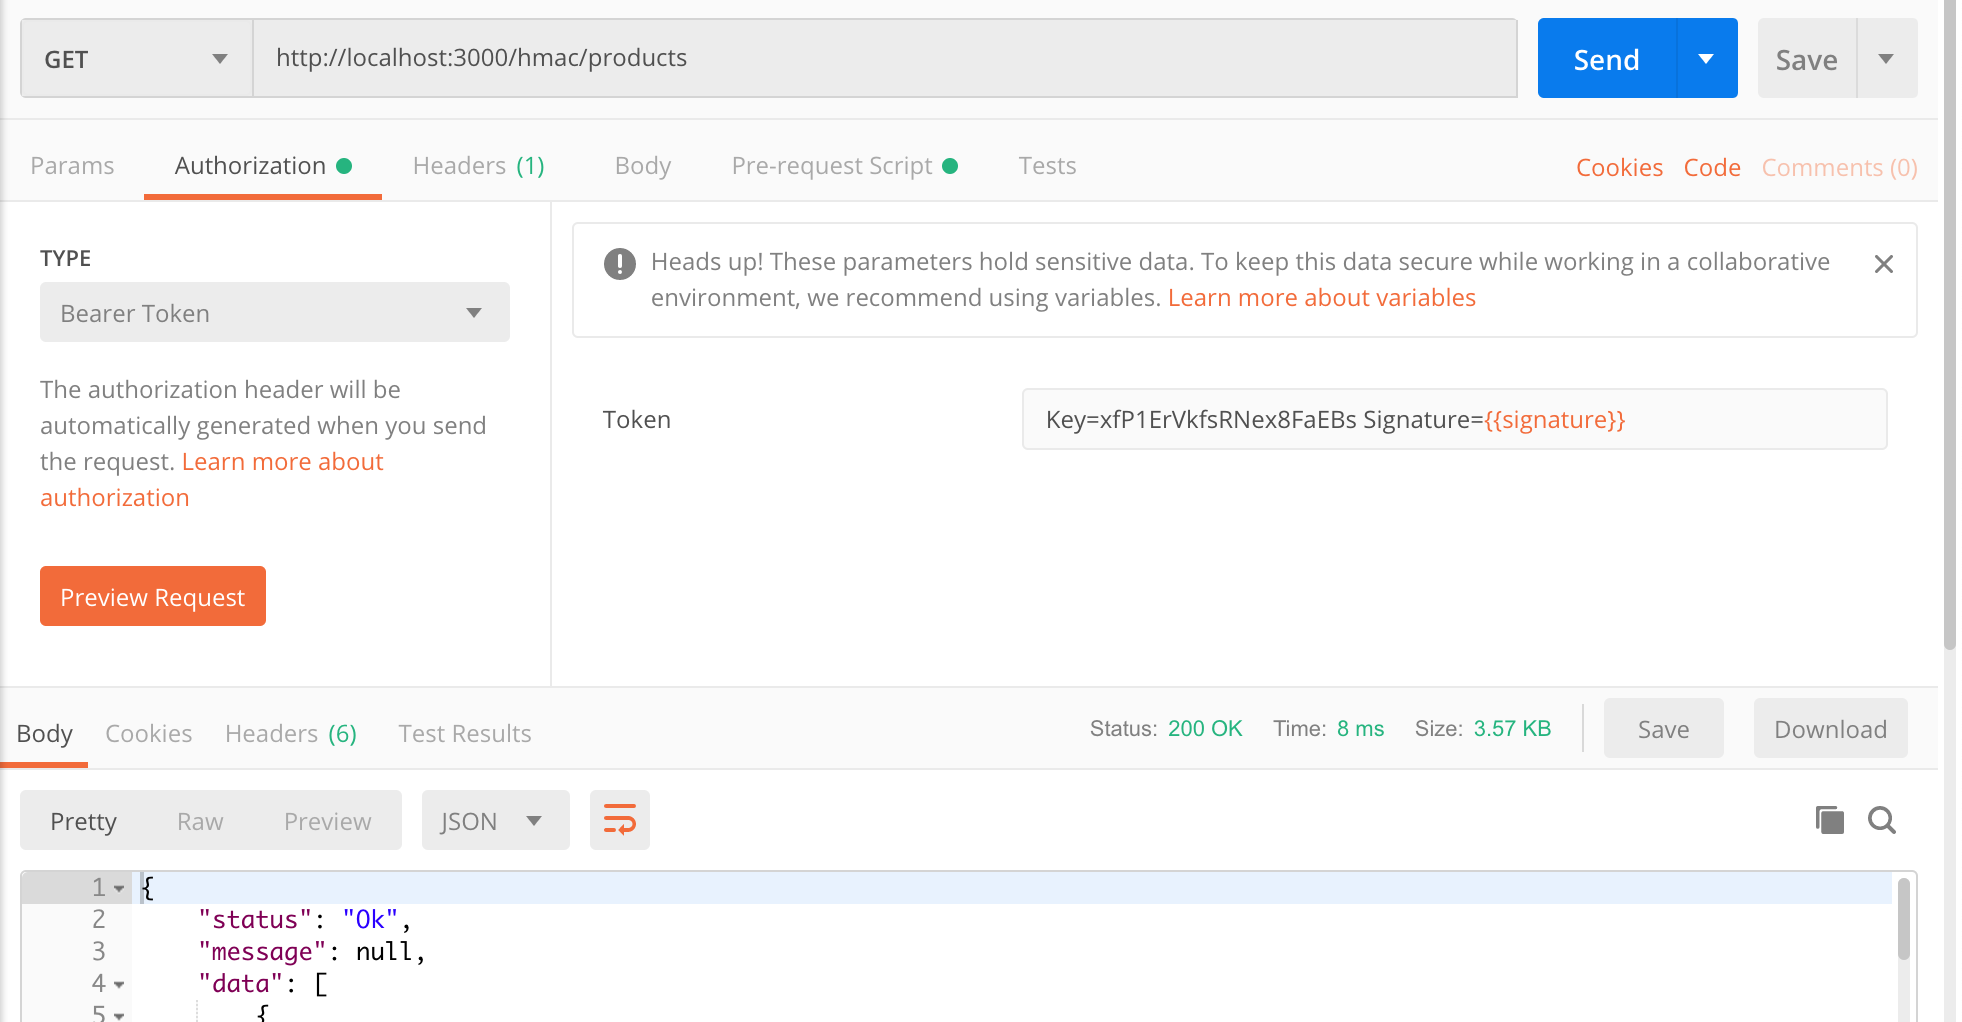 GET http://localhost:3000/hmac/products Send Save
Params Authorization Headers (1) Body Pre-request Script Tests Cookies Code Comments (0)
TYPE
Bearer Token
The authorization header will be
automatically generated when you send
the request. Learn more about
authorization
Preview Request
Heads up! These parameters hold sensitive data. To keep this data secure while working in a collaborative
environment, we recommend using variables. Learn more about variables
Token Key=xfP1ErVkfsRNex8FaEBs Signature={{signature}}
Body Cookies Headers (6) Test Results Status: 200 OK Time: 8 ms Size: 3.57 KB Save Download
Pretty Raw Preview JSON
1 {
2 "status": "Ok",
3 "message": null,
4 "data": [
5 {